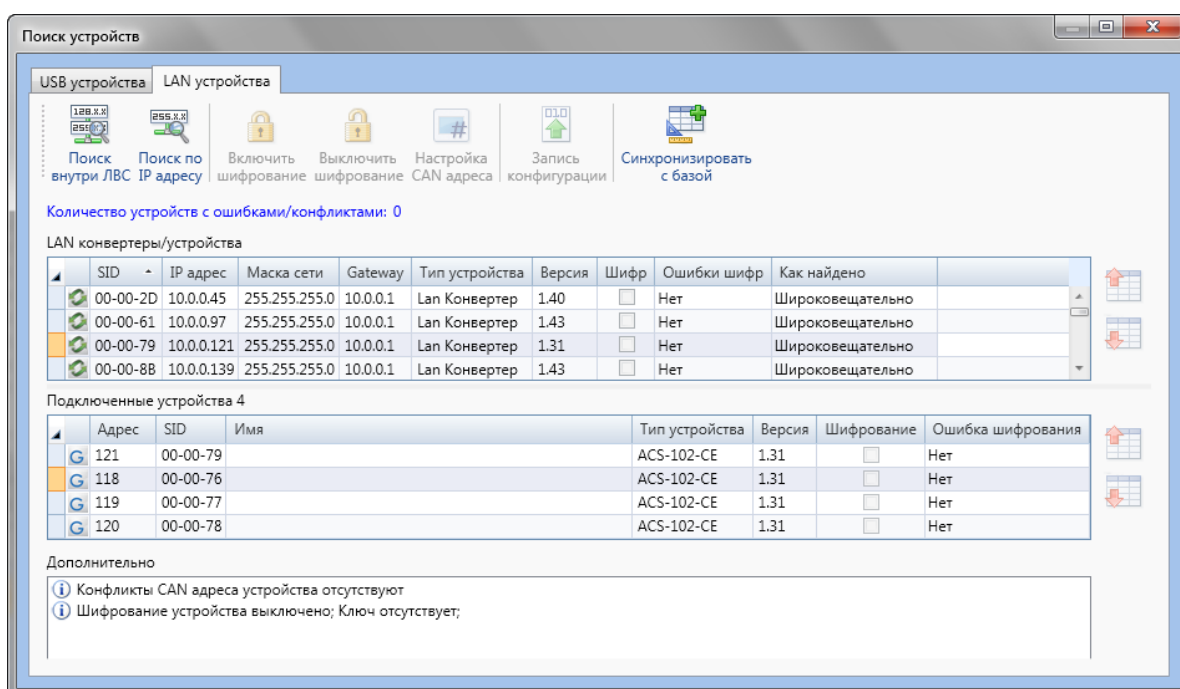 Поиск устройств
USB устройства LAN устройства
128.x.x
255.x.x
010
#
Поиск внутри ЛВС
Поиск по IP адресу
Включить шифрование
Выключить шифрование
Настройка CAN адреса
Запись конфигурации
Синхронизировать с базой
Количество устройств с ошибками/конфликтами: 0
LAN конвертеры/устройства
SID IP адрес Маска сети Gateway Тип устройства Версия Шифр Ошибки шифр Как найдено
00-00-2D 10.0.0.45 255.255.255.0 10.0.0.1 Lan Конвертер 1.40 Нет Широковещательно
00-00-61 10.0.0.97 255.255.255.0 10.0.0.1 Lan Конвертер 1.43 Нет Широковещательно
00-00-79 10.0.0.121 255.255.255.0 10.0.0.1 Lan Конвертер 1.31 Нет Широковещательно
00-00-8B 10.0.0.139 255.255.255.0 10.0.0.1 Lan Конвертер 1.43 Нет Широковещательно
Подключенные устройства 4
Адрес SID Имя Тип устройства Версия Шифрование Ошибка шифрования
G 121 00-00-79 ACS-102-CE 1.31 Нет
G 118 00-00-76 ACS-102-CE 1.31 Нет
G 119 00-00-77 ACS-102-CE 1.31 Нет
G 120 00-00-78 ACS-102-CE 1.31 Нет
Дополнительно
Конфликты CAN адреса устройства отсутствуют
Шифрование устройства выключено; Ключ отсутствует;